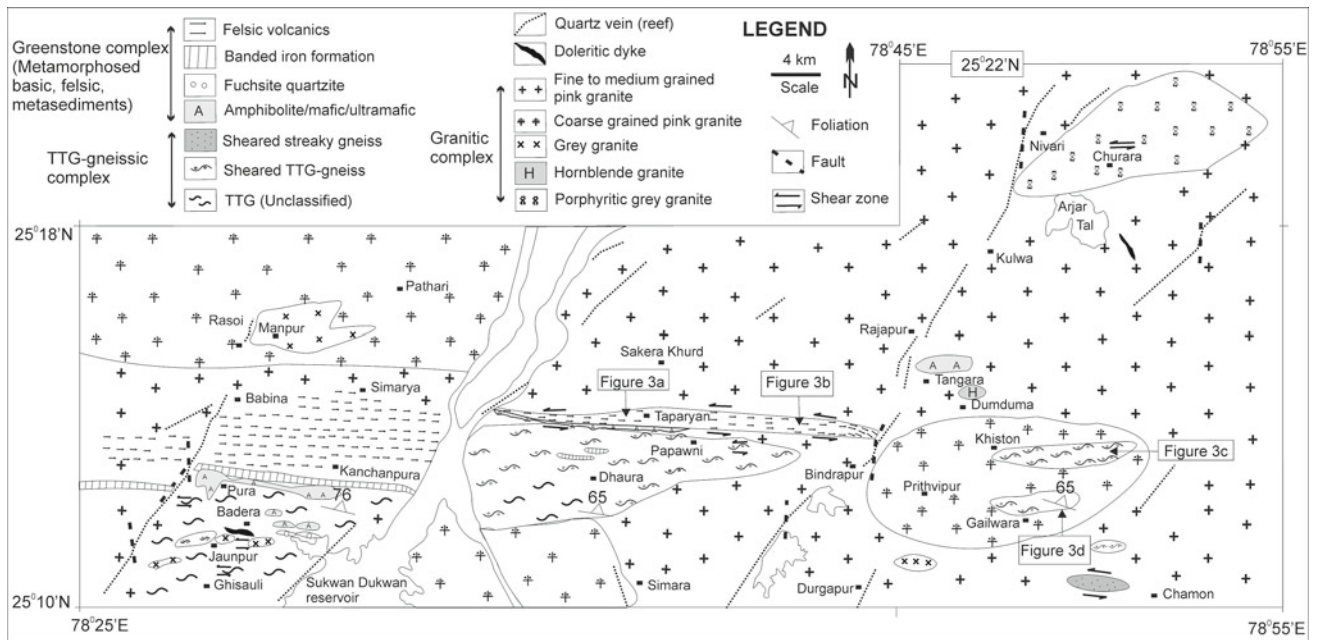 Greenstone complex
(Metamorphosed
basic, felsic,
metasediments)
TTG-gneissic
complex
Felsic volcanics
Banded iron formation
Fuchsite quartzite
A
Amphibolite/mafic/ultramafic
Sheared streaky gneiss
Sheared TTG-gneiss
TTG (Unclassified)
Granitic
complex
Quartz vein (reef)
Doleritic dyke
Fine to medium grained
pink granite
Coarse grained pink granite
Grey granite
H
Hornblende granite
Porphyritic grey granite
LEGEND
4 km
Scale
N
Foliation
Fault
Shear zone
78°45'E
25°22'N
78°55'E
Nivari
Churara
Arjar
Tal
Kulwa
25°18'N
Pathari
Rasoi
Manpur
Rajapur
Sakera Khurd
A A
Tangara
H
Dumduma
Simarya
Babina
Figure 3a
Figure 3b
Taparyan
Papawni
Khiston
Figure 3c
Kanchanpura
Dhaura
Bindrapur
Prithvipur
65
A
A
A
Pura
76
65
Badera
A
A A
Gailwara
Figure 3d
Jaunpur
Ghisauli
Sukwan Dukwan
reservoir
Simara
Durgapur
Chamon
25°10'N
78°25'E
78°55'E